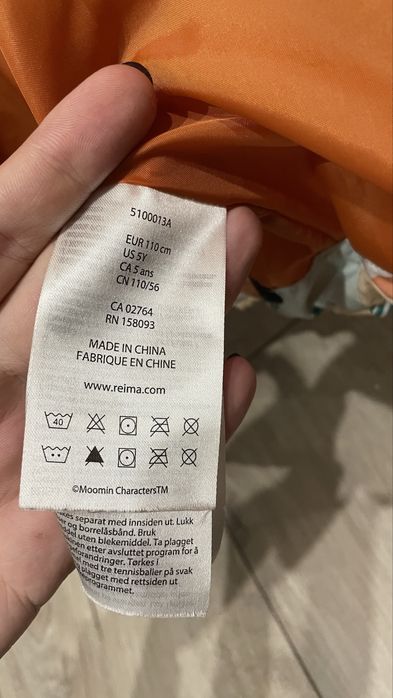 5100013A
EUR 110 cm
US 5Y
CA 5 ans
CN 110/56
CA 02764
RN 158093
MADE IN CHINA
FABRIQUE EN CHINE
www.reima.com
40
©Moomin CharactersTM
separat med innsiden ut. Lukk
og borrelåsbånd. Bruk
uten blekemiddel. Ta plagget
etter avsluttet program for å
Tørkes i
med tre tennisballer på svak
plagget med rettsiden ut